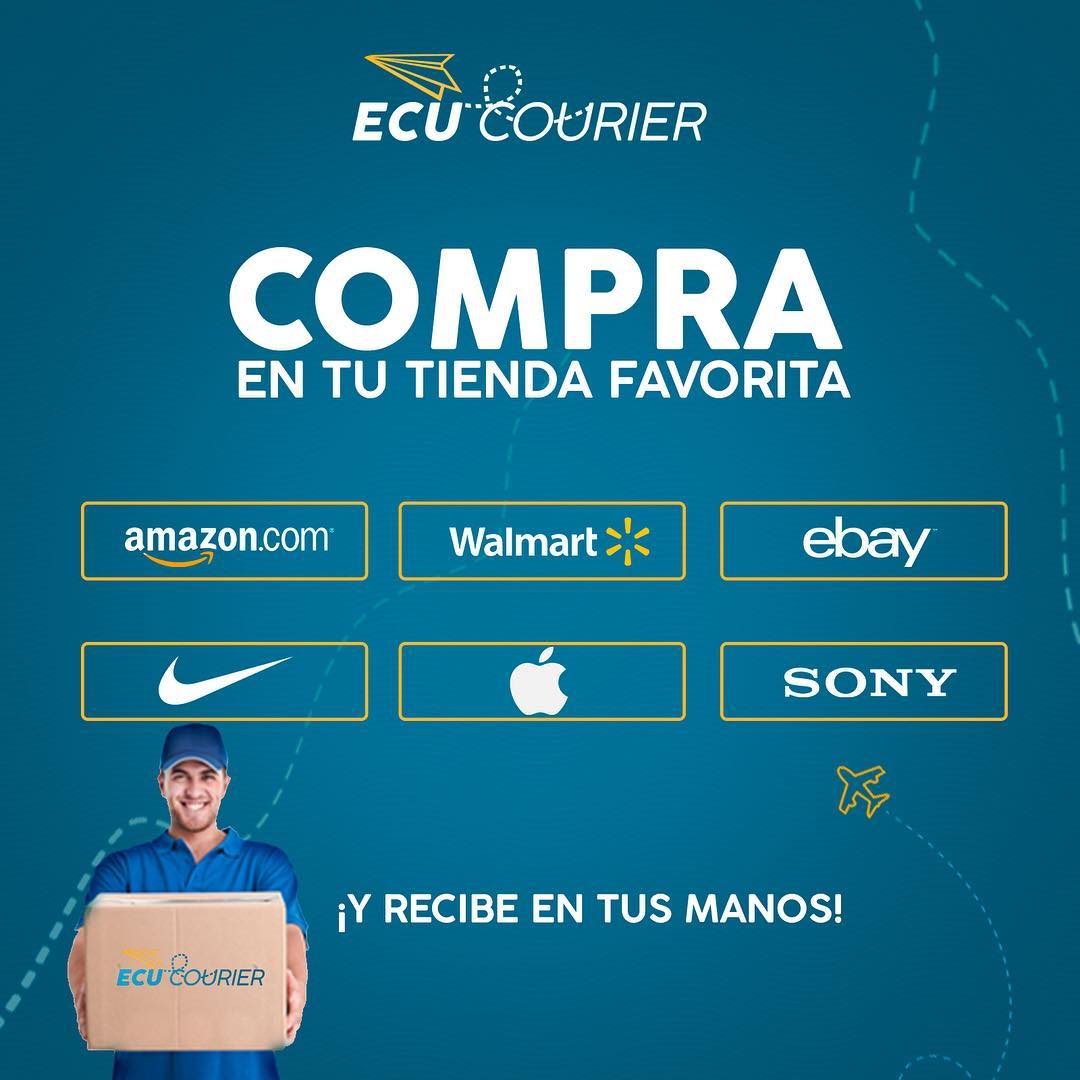 ECU COURIER
COMPRA
EN TU TIENDA FAVORITA
amazon.com
Walmart
ebay
SONY
¡Y RECIBE EN TUS MANOS!
ECU COURIER